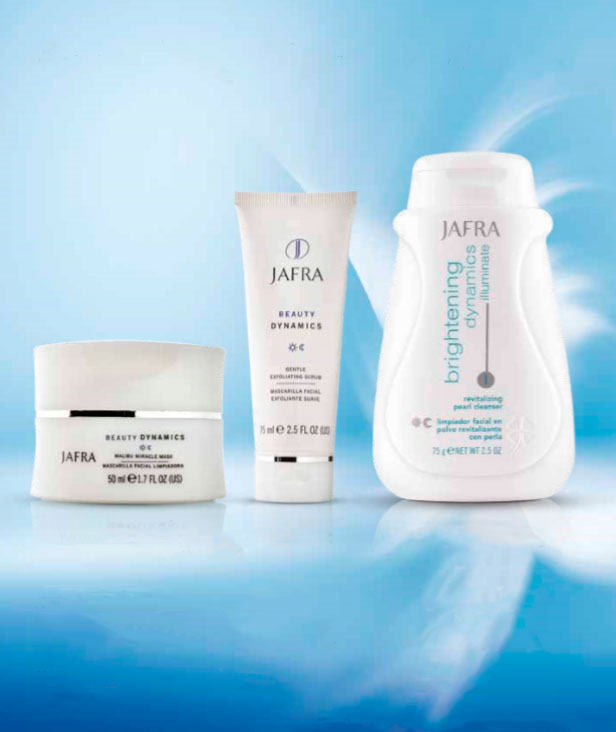 BEAUTY DYNAMICS
JAFRA
MALIBU MIRACLE MASK
MASCARILLA FACIAL LIMPIADORA
50 ml ℮ 1.7 FL OZ (US)
JAFRA
BEAUTY
DYNAMICS
GENTLE
EXFOLIATING SCRUB
MASCARILLA FACIAL
EXFOLIANTE SUAVE
75 ml ℮ 2.5 FL OZ (US)
JAFRA
brightening
dynamics
illuminate
1
revitalizing
pearl cleanser
limpiador facial en
polvo revitalizante
con perla
75 g ℮ NET WT 2.5 OZ